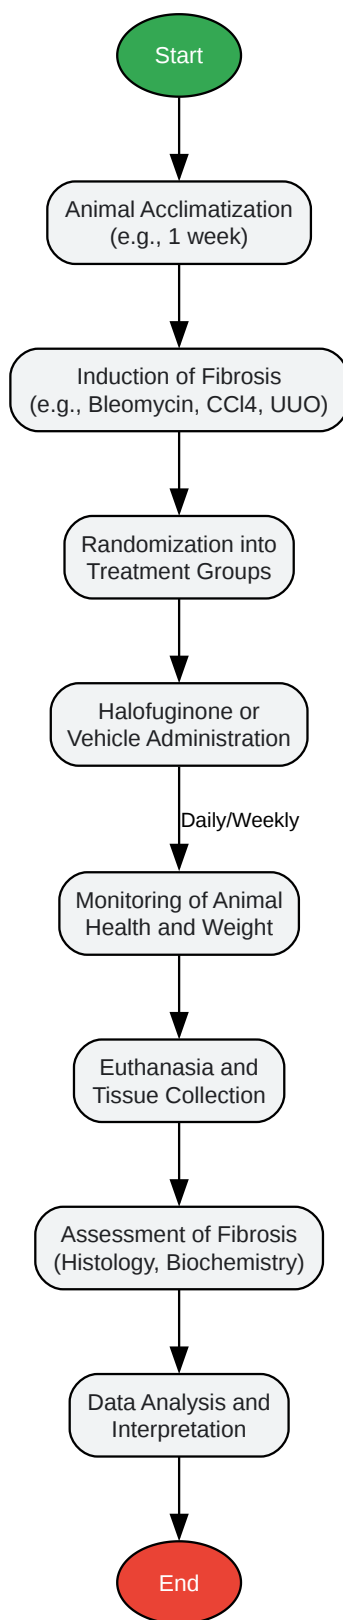 Start
Animal Acclimatization
(e.g., 1 week)
Induction of Fibrosis
(e.g., Bleomycin, CCl4, UUO)
Randomization into
Treatment Groups
Halofuginone or
Vehicle Administration
Daily/Weekly
Monitoring of Animal
Health and Weight
Euthanasia and
Tissue Collection
Assessment of Fibrosis
(Histology, Biochemistry)
Data Analysis and
Interpretation
End